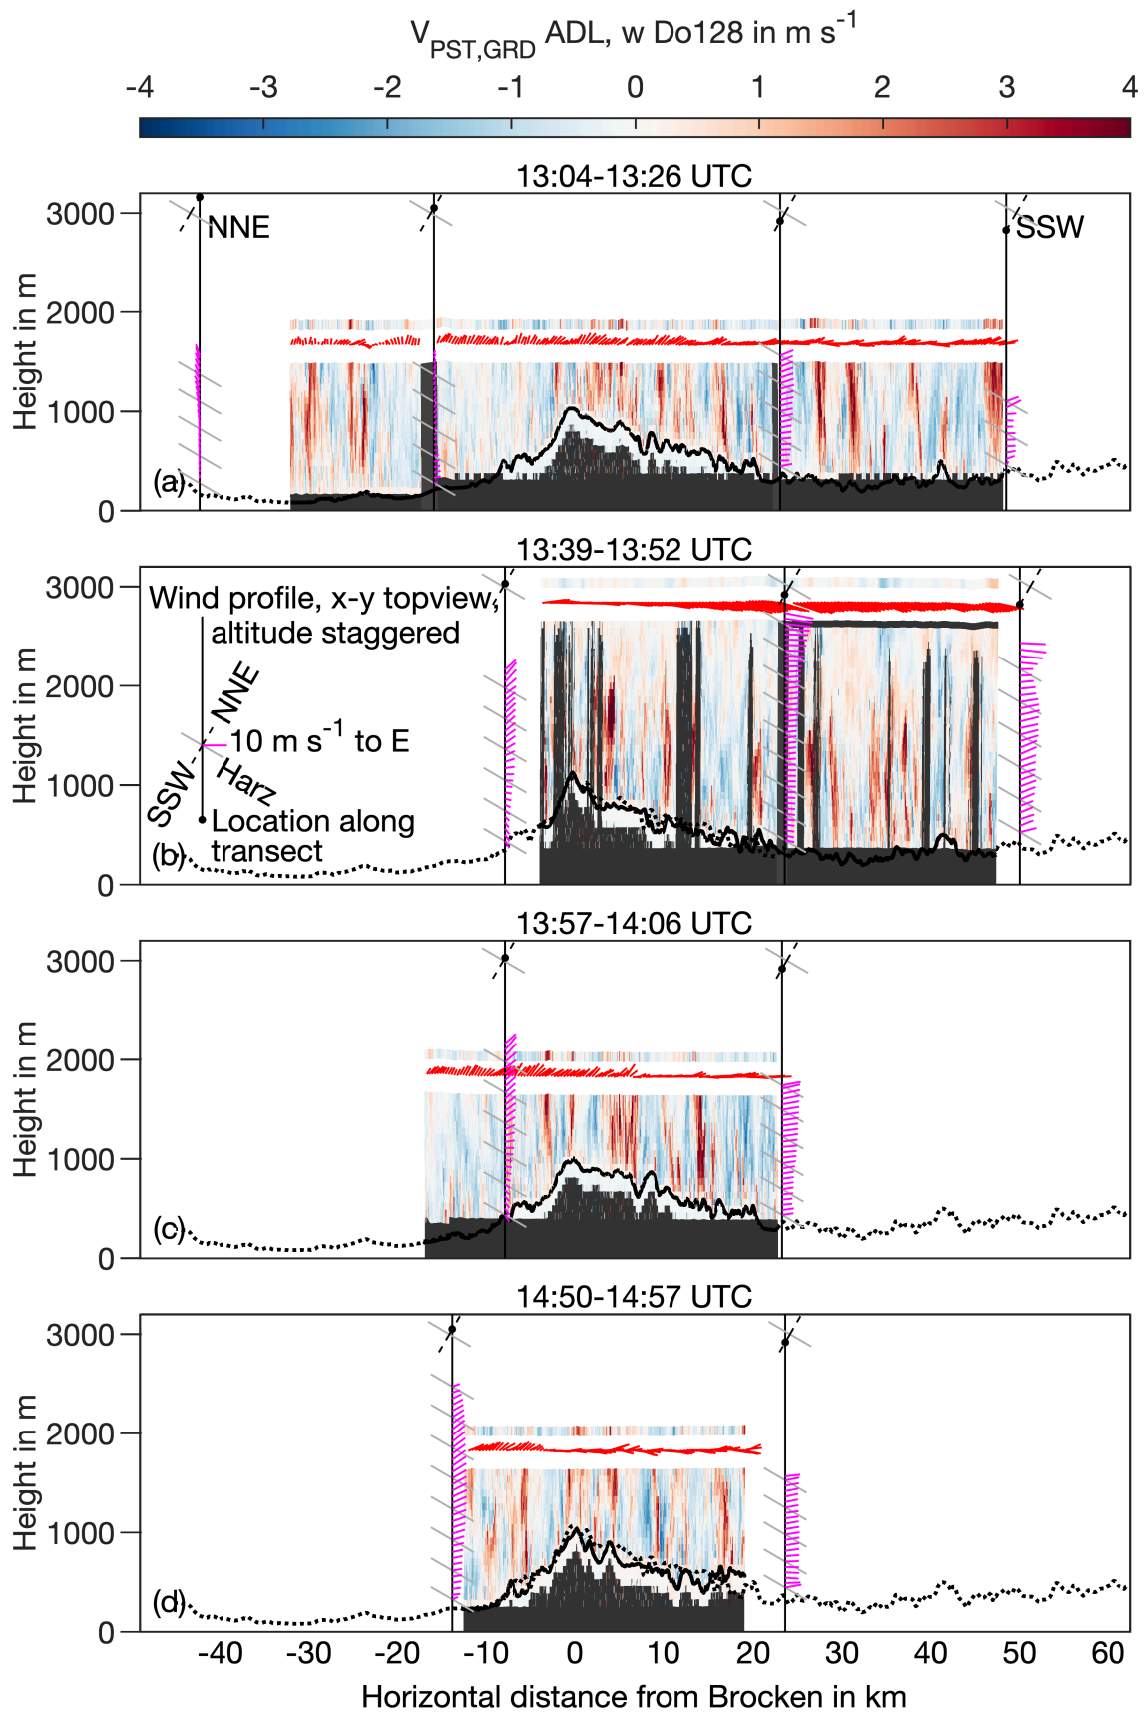 V_PST,GRD ADL, w Do128 in m s^-1
-4 -3 -2 -1 0 1 2 3 4
13:04-13:26 UTC
3000
NNE
SSW
2000
1000
(a)
0
Height in m
13:39-13:52 UTC
3000
Wind profile, x-y topview,
altitude staggered
2000
NNE
10 m s^-1 to E
SSW
Harz
1000
Location along
transect
(b)
0
Height in m
13:57-14:06 UTC
3000
2000
1000
(c)
0
Height in m
14:50-14:57 UTC
3000
2000
1000
(d)
0
Height in m
-40 -30 -20 -10 0 10 20 30 40 50 60
Horizontal distance from Brocken in km